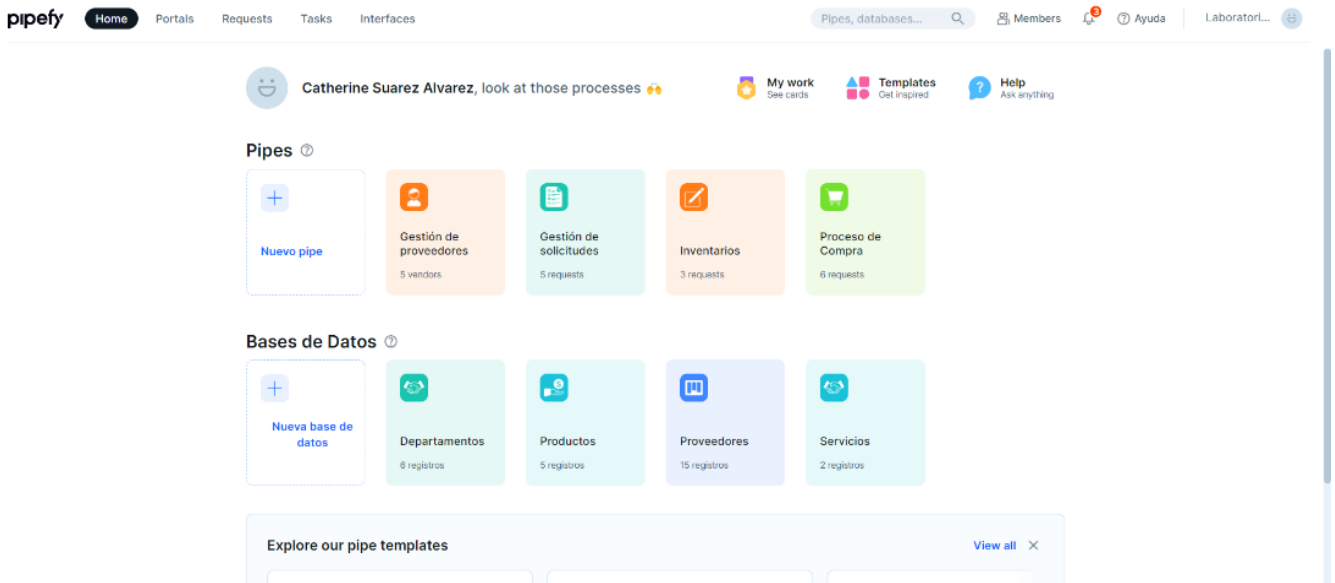 pipefy Home Portals Requests Tasks Interfaces Pipes, databases... Members 3 Ayuda Laboratori...
Catherine Suarez Alvarez, look at those processes 🙌
My work
See cards
Templates
Get inspired
Help
Ask anything
Pipes
Nuevo pipe
Gestión de
proveedores
5 vendors
Gestión de
solicitudes
5 requests
Inventarios
3 requests
Proceso de
Compra
6 requests
Bases de Datos
Nueva base de
datos
Departamentos
6 registros
Productos
5 registros
Proveedores
15 registros
Servicios
2 registros
Explore our pipe templates
View all